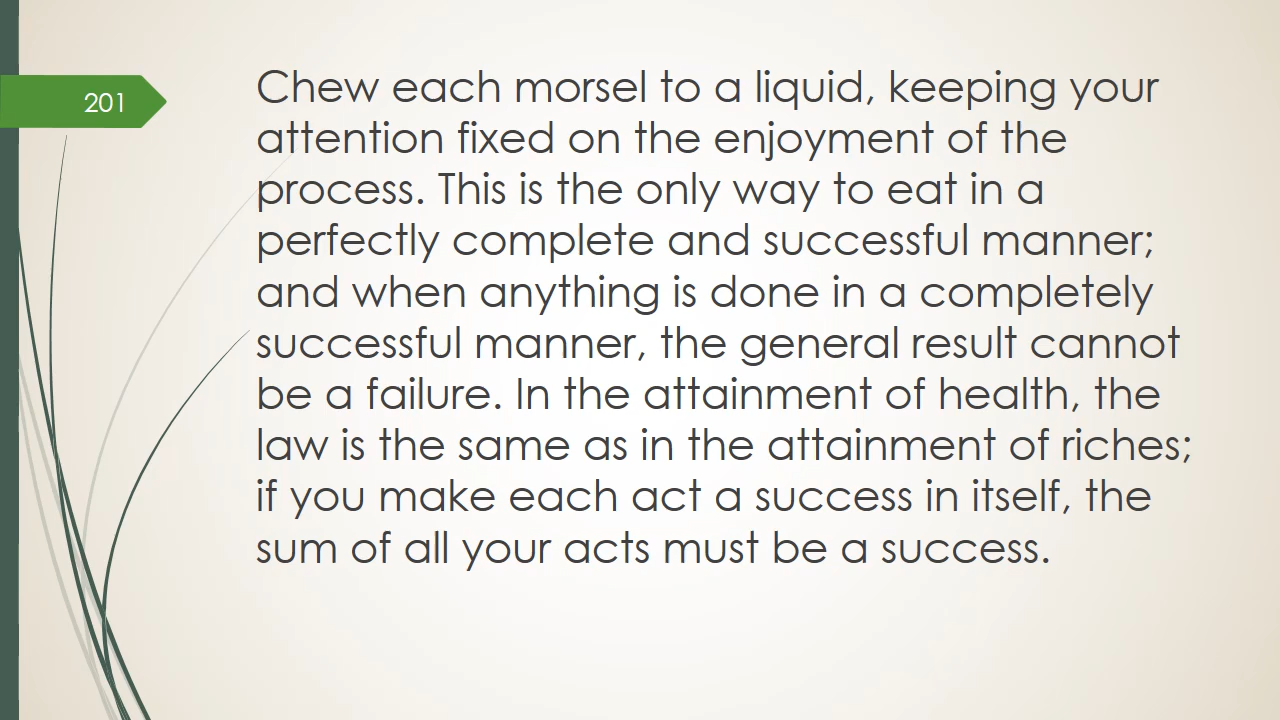 201
Chew each morsel to a liquid, keeping your
attention fixed on the enjoyment of the
process. This is the only way to eat in a
perfectly complete and successful manner;
and when anything is done in a completely
successful manner, the general result cannot
be a failure. In the attainment of health, the
law is the same as in the attainment of riches;
if you make each act a success in itself, the
sum of all your acts must be a success.